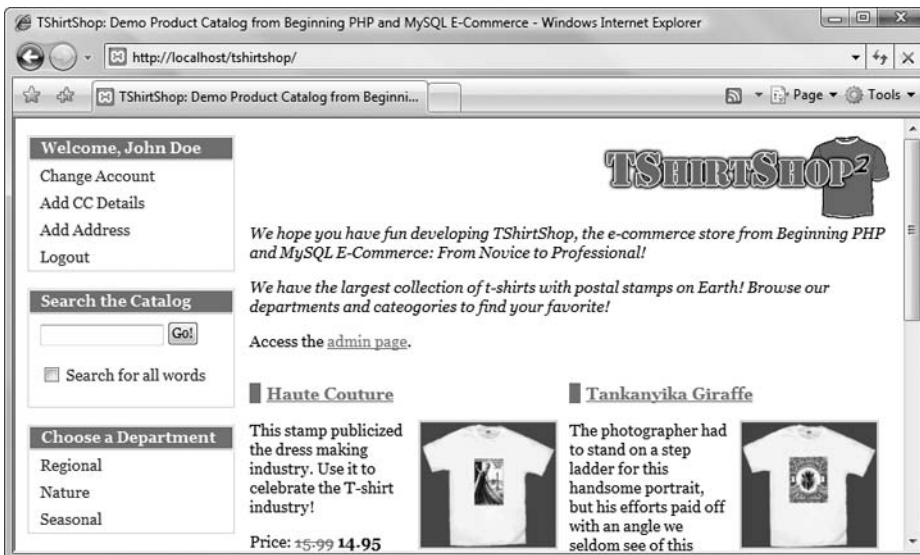 TShirtShop: Demo Product Catalog from Beginning PHP and MySQL E-Commerce - Windows Internet Explorer
http://localhost/tshirtshop/
TShirtShop: Demo Product Catalog from Beginni...
Page
Tools
Welcome, John Doe
Change Account
Add CC Details
Add Address
Logout
Search the Catalog
Go!
Search for all words
Choose a Department
Regional
Nature
Seasonal
TSHIRTSHOP²
We hope you have fun developing TShirtShop, the e-commerce store from Beginning PHP
and MySQL E-Commerce: From Novice to Professional!
We have the largest collection of t-shirts with postal stamps on Earth! Browse our
departments and cateogories to find your favorite!
Access the admin page.
Haute Couture
This stamp publicized
the dress making
industry. Use it to
celebrate the T-shirt
industry!
Price: 15.99 14.95
Tankanyika Giraffe
The photographer had
to stand on a step
ladder for this
handsome portrait,
but his efforts paid off
with an angle we
seldom see of this